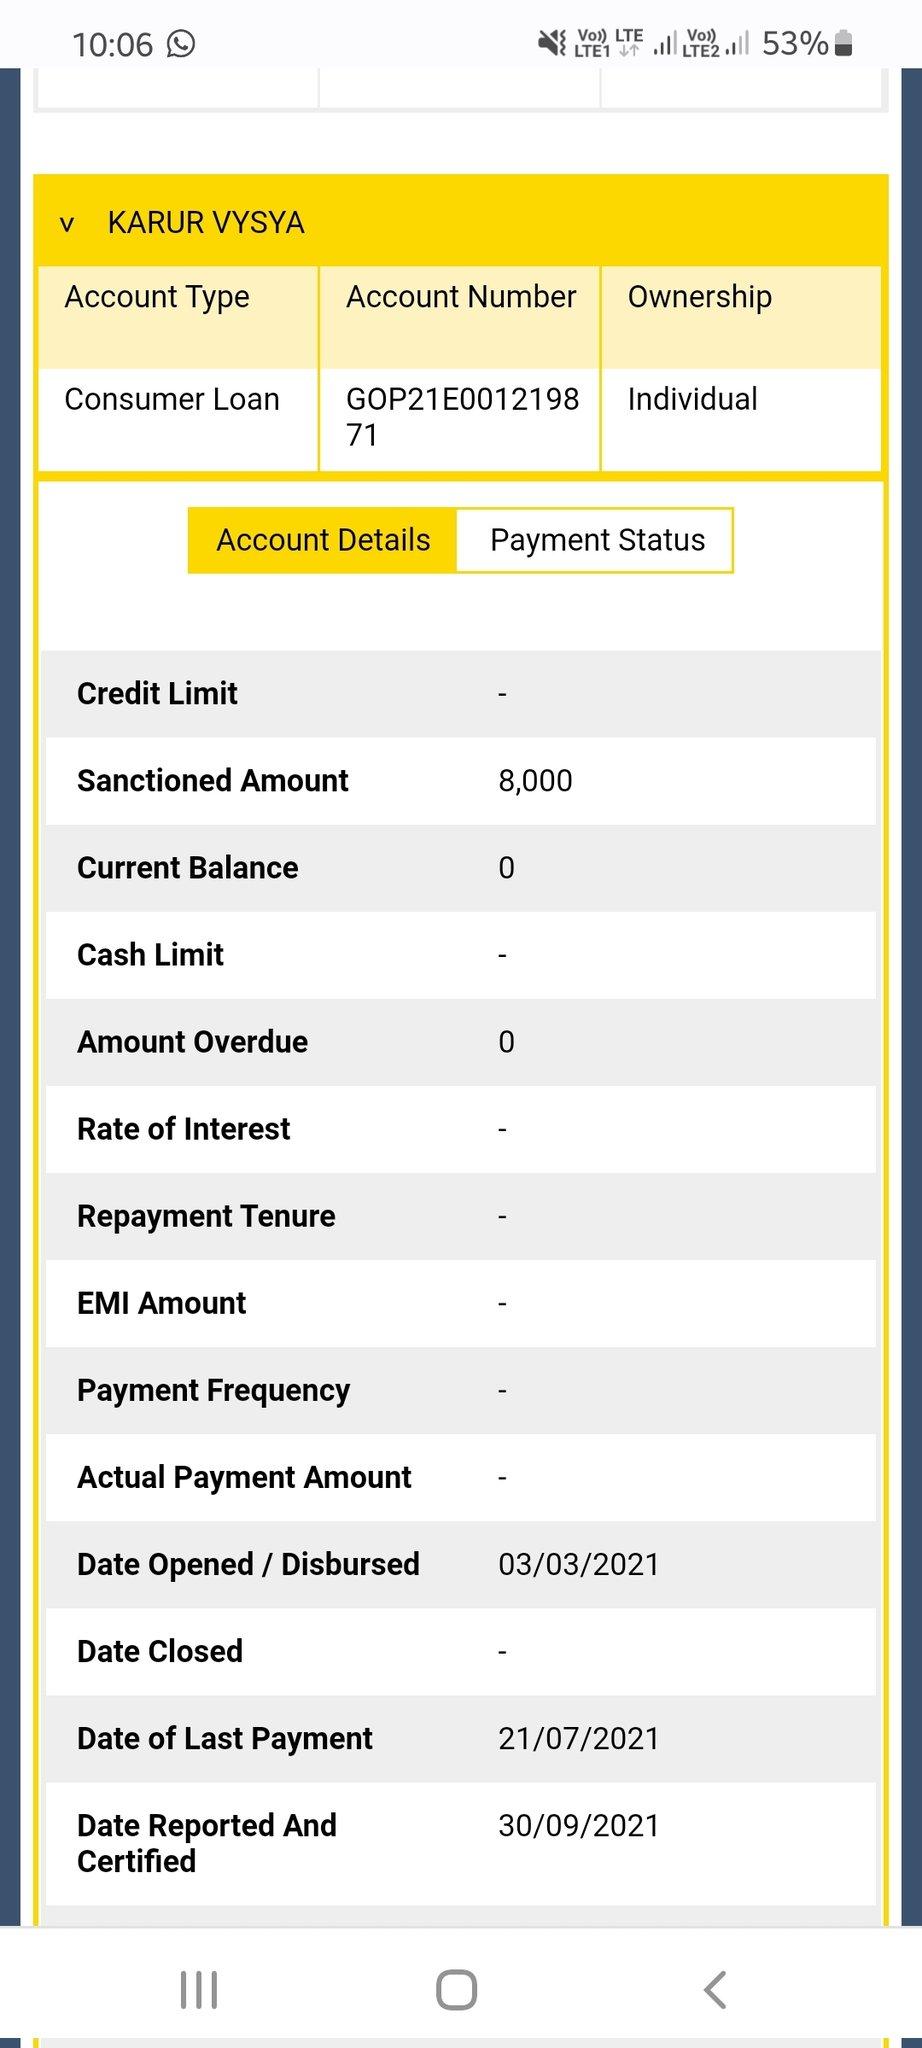 10:06
Vo)) LTE
LTE1
Vo))
LTE2
53%
v KARUR VYSYA
Account Type Account Number Ownership
Consumer Loan GOP21E0012198 Individual
71
Account Details Payment Status
Credit Limit -
Sanctioned Amount 8,000
Current Balance 0
Cash Limit -
Amount Overdue 0
Rate of Interest -
Repayment Tenure -
EMI Amount -
Payment Frequency -
Actual Payment Amount -
Date Opened / Disbursed 03/03/2021
Date Closed -
Date of Last Payment 21/07/2021
Date Reported And 30/09/2021
Certified